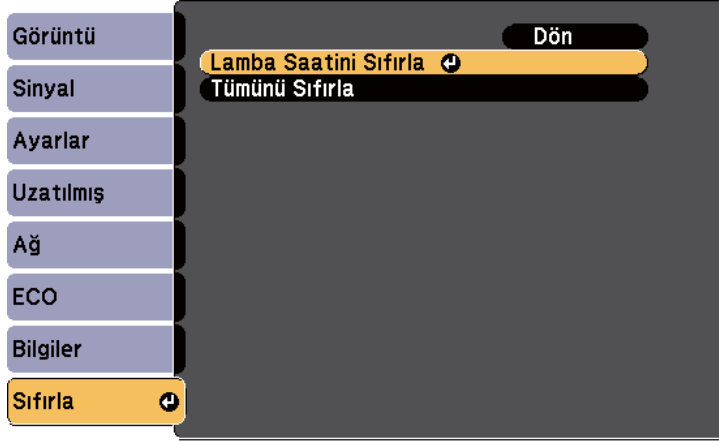 Görüntü
Sinyal
Ayarlar
Uzatılmış
Ağ
ECO
Bilgiler
Sıfırla
Dön
Lamba Saatini Sıfırla
Tümünü Sıfırla